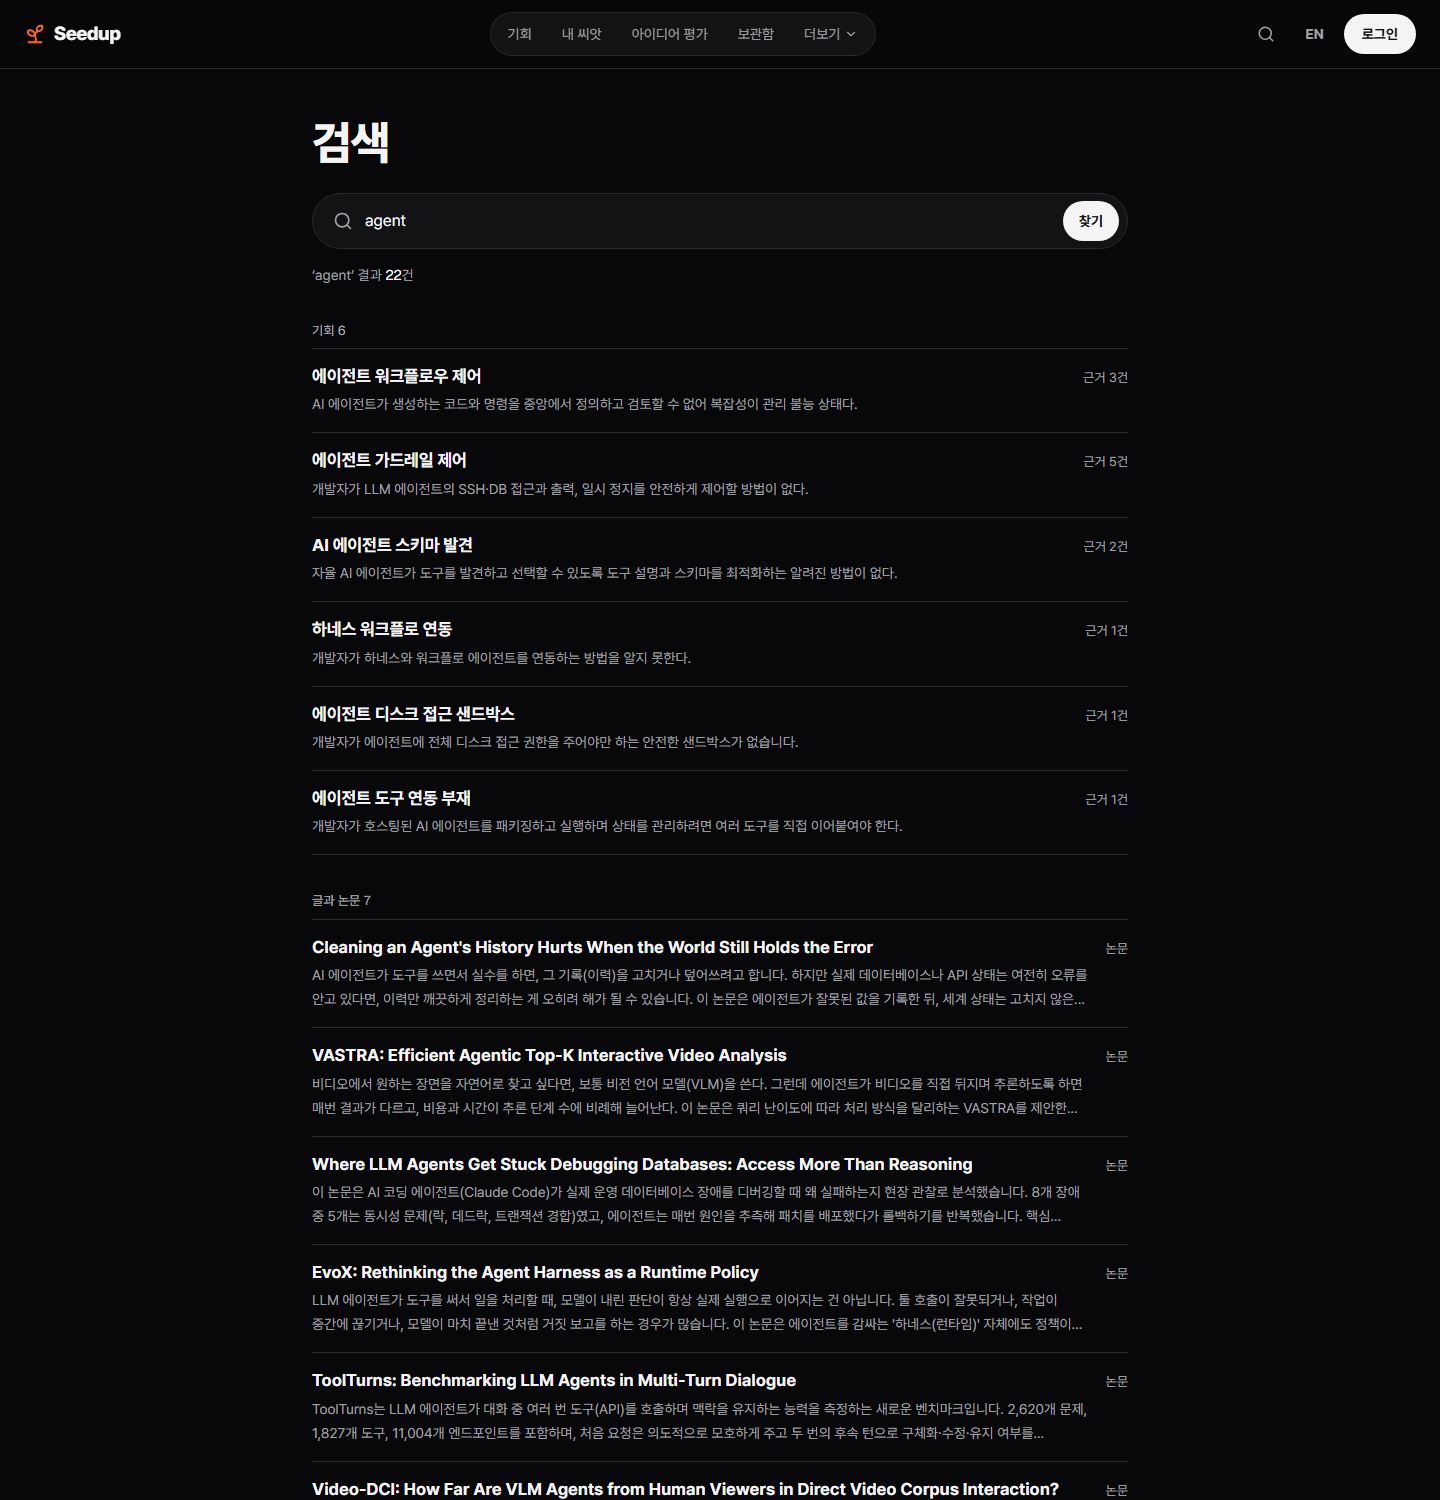 Seedup
기회
내 씨앗
아이디어 평가
보관함
더보기
EN
로그인
검색
agent
찾기
‘agent’ 결과 22건
기회 6
에이전트 워크플로우 제어
근거 3건
AI 에이전트가 생성하는 코드와 명령을 중앙에서 정의하고 검토할 수 없어 복잡성이 관리 불능 상태다.
에이전트 가드레일 제어
근거 5건
개발자가 LLM 에이전트의 SSH·DB 접근과 출력, 일시 정지를 안전하게 제어할 방법이 없다.
AI 에이전트 스키마 발견
근거 2건
자율 AI 에이전트가 도구를 발견하고 선택할 수 있도록 도구 설명과 스키마를 최적화하는 알려진 방법이 없다.
하네스 워크플로 연동
근거 1건
개발자가 하네스와 워크플로 에이전트를 연동하는 방법을 알지 못한다.
에이전트 디스크 접근 샌드박스
근거 1건
개발자가 에이전트에 전체 디스크 접근 권한을 주어야만 하는 안전한 샌드박스가 없습니다.
에이전트 도구 연동 부재
근거 1건
개발자가 호스팅된 AI 에이전트를 패키징하고 실행하며 상태를 관리하려면 여러 도구를 직접 이어붙여야 한다.
글과 논문 7
Cleaning an Agent's History Hurts When the World Still Holds the Error
논문
AI 에이전트가 도구를 쓰면서 실수를 하면, 그 기록(이력)을 고치거나 덮어쓰려고 합니다. 하지만 실제 데이터베이스나 API 상태는 여전히 오류를
안고 있다면, 이력만 깨끗하게 정리하는 게 오히려 해가 될 수 있습니다. 이 논문은 에이전트가 잘못된 값을 기록한 뒤, 세계 상태는 고치지 않은...
VASTRA: Efficient Agentic Top-K Interactive Video Analysis
논문
비디오에서 원하는 장면을 자연어로 찾고 싶다면, 보통 비전 언어 모델(VLM)을 쓴다. 그런데 에이전트가 비디오를 직접 뒤지며 추론하도록 하면
매번 결과가 다르고, 비용과 시간이 추론 단계 수에 비례해 늘어난다. 이 논문은 쿼리 난이도에 따라 처리 방식을 달리하는 VASTRA를 제안한...
Where LLM Agents Get Stuck Debugging Databases: Access More Than Reasoning
논문
이 논문은 AI 코딩 에이전트(Claude Code)가 실제 운영 데이터베이스 장애를 디버깅할 때 왜 실패하는지 현장 관찰로 분석했습니다. 8개 장애
중 5개는 동시성 문제(락, 데드락, 트랜잭션 경합)였고, 에이전트는 매번 원인을 추측해 패치를 배포했다가 롤백하기를 반복했습니다. 핵심...
EvoX: Rethinking the Agent Harness as a Runtime Policy
논문
LLM 에이전트가 도구를 써서 일을 처리할 때, 모델이 내린 판단이 항상 실제 실행으로 이어지는 건 아닙니다. 툴 호출이 잘못되거나, 작업이
중간에 끊기거나, 모델이 마치 끝낸 것처럼 거짓 보고를 하는 경우가 많습니다. 이 논문은 에이전트를 감싸는 '하네스(런타임)' 자체에도 정책이...
ToolTurns: Benchmarking LLM Agents in Multi-Turn Dialogue
논문
ToolTurns는 LLM 에이전트가 대화 중 여러 번 도구(API)를 호출하며 맥락을 유지하는 능력을 측정하는 새로운 벤치마크입니다. 2,620개 문제,
1,827개 도구, 11,004개 엔드포인트를 포함하며, 처음 요청은 의도적으로 모호하게 주고 두 번의 후속 턴으로 구체화·수정·유지 여부를...
Video-DCI: How Far Are VLM Agents from Human Viewers in Direct Video Corpus Interaction?
논문